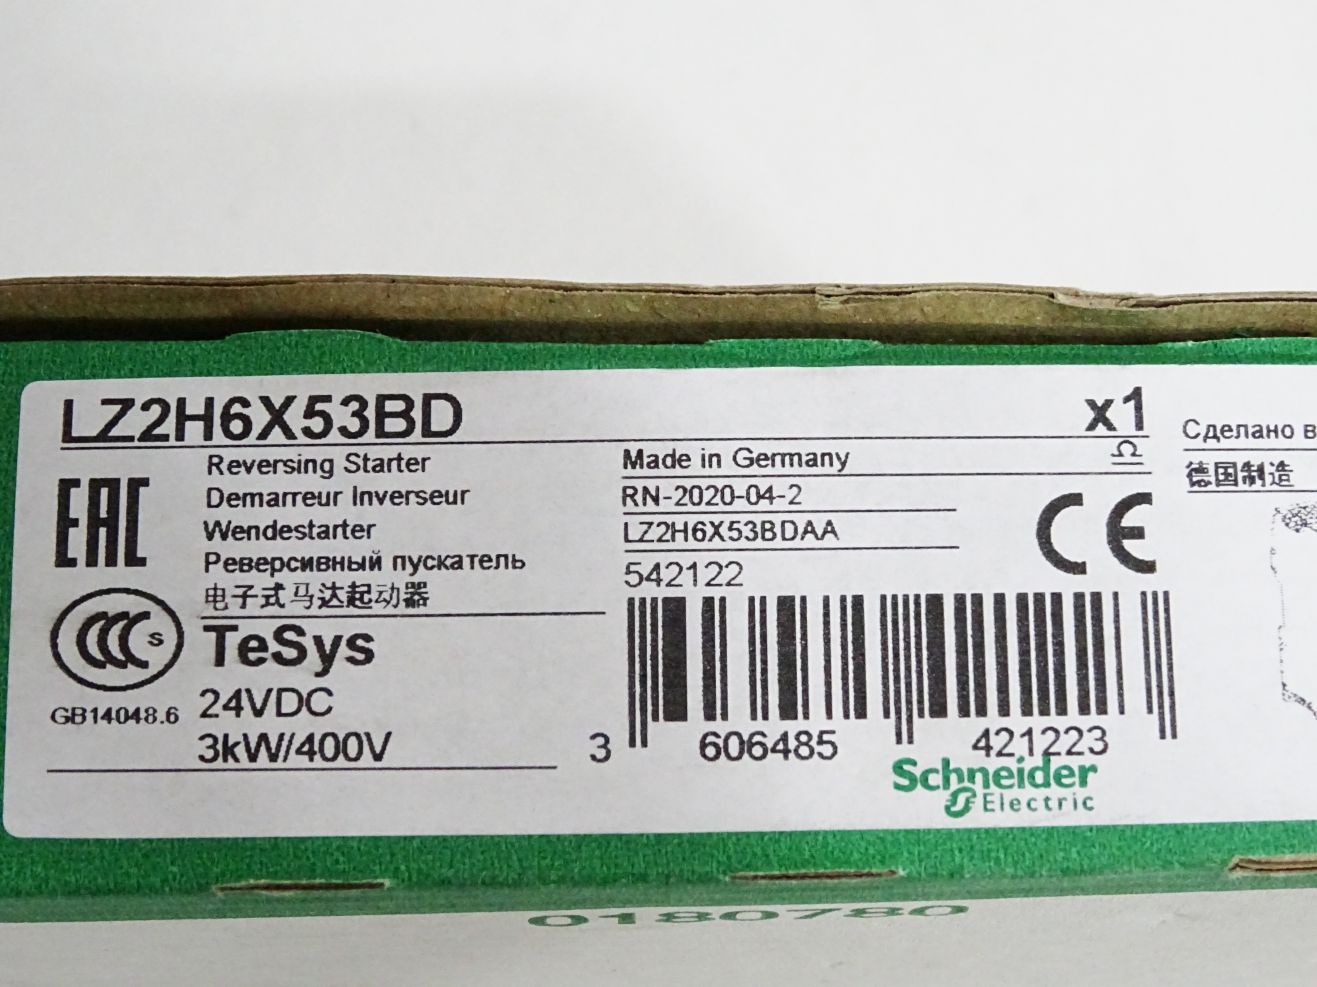 LZ2H6X53BD
x1
Reversing Starter
Demarreur Inverseur
Wendestarter
Реверсивный пускатель
电子式马达起动器
TeSys
24VDC
3kW/400V
EAC
CCC S
GB14048.6
Made in Germany
Ω
RN-2020-04-2
LZ2H6X53BDAA
542122
CE
3 606485 421223
Schneider
Electric
Сделано в
德国制造
0180780